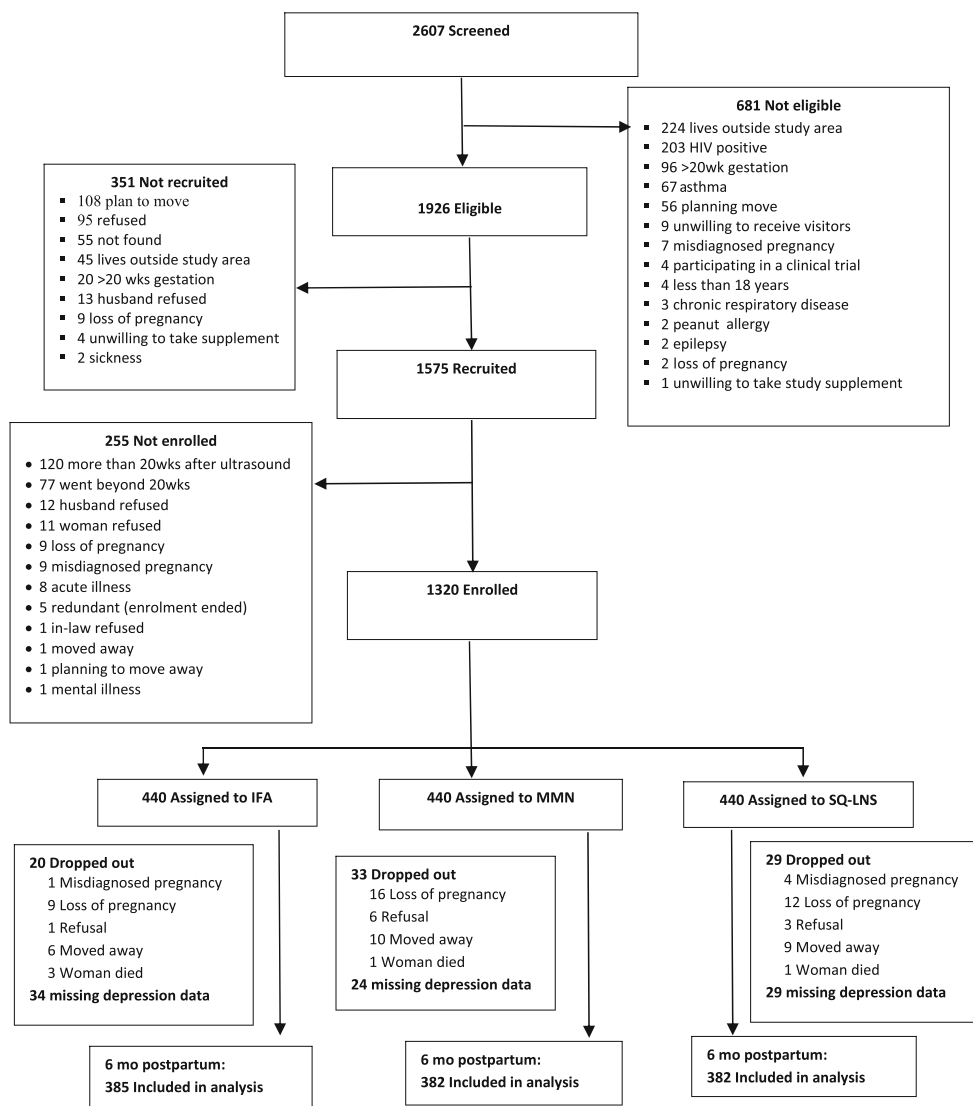 2607 Screened
681 Not eligible
▪ 224 lives outside study area
▪ 203 HIV positive
▪ 96 >20wk gestation
▪ 67 asthma
▪ 56 planning move
▪ 9 unwilling to receive visitors
▪ 7 misdiagnosed pregnancy
▪ 4 participating in a clinical trial
▪ 4 less than 18 years
▪ 3 chronic respiratory disease
▪ 2 peanut allergy
▪ 2 epilepsy
▪ 2 loss of pregnancy
▪ 1 unwilling to take study supplement
1926 Eligible
351 Not recruited
▪ 108 plan to move
▪ 95 refused
▪ 55 not found
▪ 45 lives outside study area
▪ 20 >20 wks gestation
▪ 13 husband refused
▪ 9 loss of pregnancy
▪ 4 unwilling to take supplement
▪ 2 sickness
1575 Recruited
255 Not enrolled
• 120 more than 20wks after ultrasound
• 77 went beyond 20wks
• 12 husband refused
• 11 woman refused
• 9 loss of pregnancy
• 9 misdiagnosed pregnancy
• 8 acute illness
• 5 redundant (enrolment ended)
• 1 in-law refused
• 1 moved away
• 1 planning to move away
• 1 mental illness
1320 Enrolled
440 Assigned to IFA
20 Dropped out
1 Misdiagnosed pregnancy
9 Loss of pregnancy
1 Refusal
6 Moved away
3 Woman died
34 missing depression data
6 mo postpartum:
385 Included in analysis
440 Assigned to MMN
33 Dropped out
16 Loss of pregnancy
6 Refusal
10 Moved away
1 Woman died
24 missing depression data
6 mo postpartum:
382 Included in analysis
440 Assigned to SQ-LNS
29 Dropped out
4 Misdiagnosed pregnancy
12 Loss of pregnancy
3 Refusal
9 Moved away
1 Woman died
29 missing depression data
6 mo postpartum:
382 Included in analysis